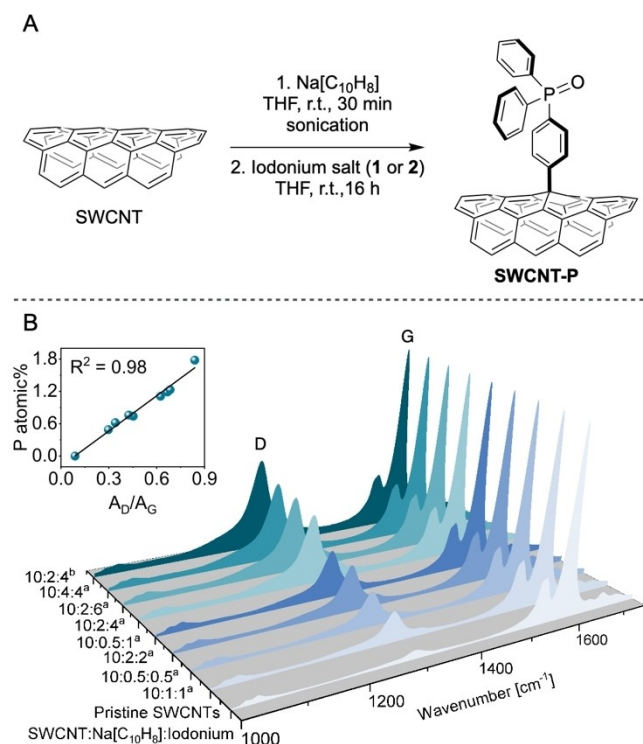 A
1. Na[C₁₀H₈]
THF, r.t., 30 min
sonication
2. Iodonium salt (1 or 2)
THF, r.t.,16 h
SWCNT
P
O
SWCNT-P
B
R² = 0.98
P atomic%
1.8
1.2
0.6
0.0
0.0 0.3 0.6 0.9
A_D/A_G
D
G
10:2:4ᵇ
10:4:4ᵃ
10:2:6ᵃ
10:2:4ᵃ
10:0.5:1ᵃ
10:2:2ᵃ
10:0.5:0.5ᵃ
10:1:1ᵃ
Pristine SWCNTs
SWCNT:Na[C₁₀H₈]:Iodonium
1000 1200 1400 1600
Wavenumber [cm⁻¹]